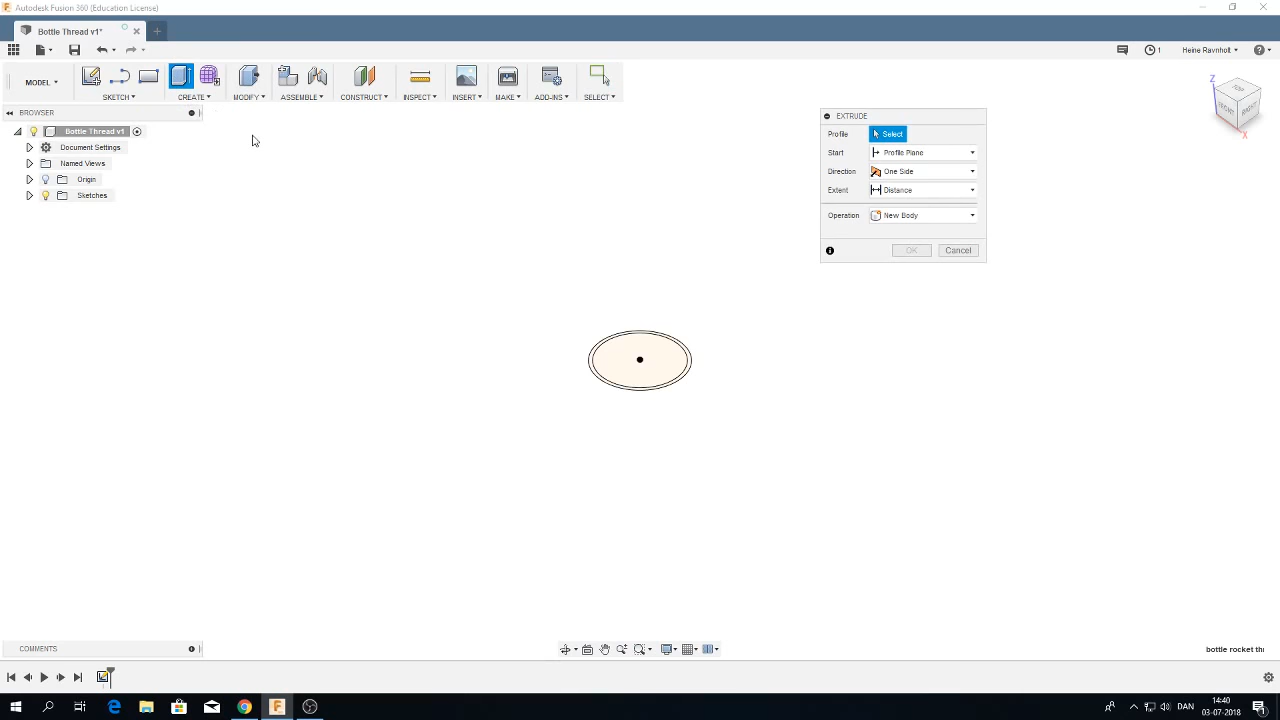 Autodesk Fusion 360 (Education License)
Bottle Thread v1*
Heine Ravnholt
MODEL
SKETCH
CREATE
MODIFY
ASSEMBLE
CONSTRUCT
INSPECT
INSERT
MAKE
ADD-INS
SELECT
BROWSER
Bottle Thread v1
Document Settings
Named Views
Origin
Sketches
EXTRUDE
Profile Select
Start Profile Plane
Direction One Side
Extent Distance
Operation New Body
OK Cancel
Z
TOP
FRONT
RIGHT
X
COMMENTS
bottle rocket thr
DAN
14:40
03-07-2018